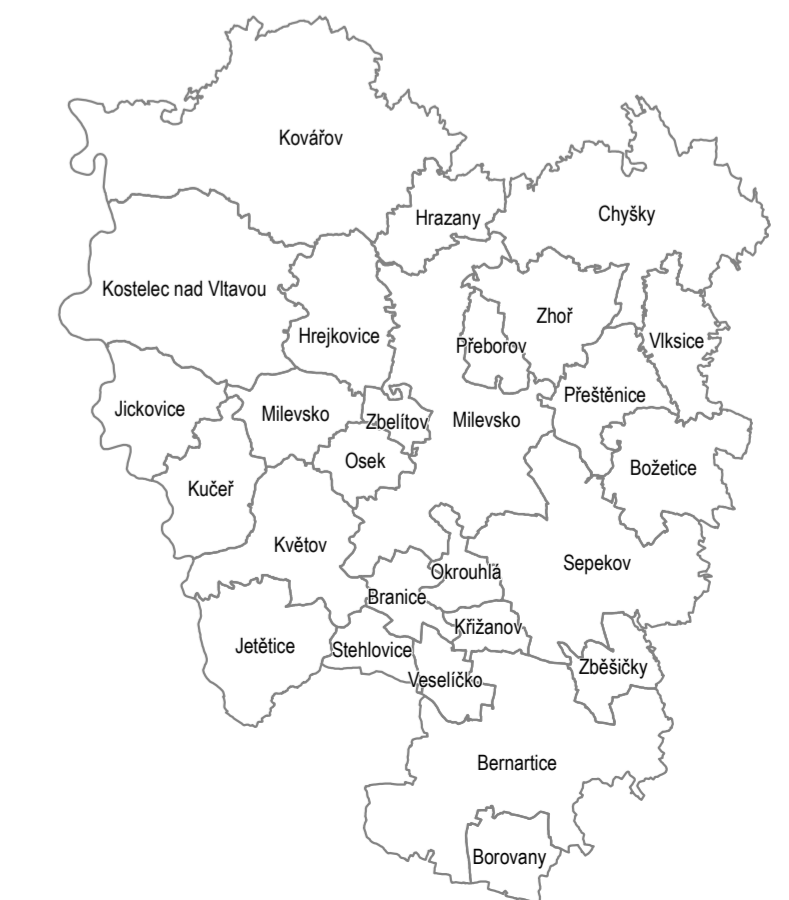 Kovářov
Hrazany
Chyšky
Kostelec nad Vltavou
Zhoř
Hrejkovice
Přeborov
Vlksice
Přeštěnice
Jickovice
Milevsko
Zbelítov
Milevsko
Osek
Božetice
Kučeř
Květov
Sepekov
Okrouhlá
Branice
Křižanov
Jetětice
Stehlovice
Zběšičky
Veselíčko
Bernartice
Borovany